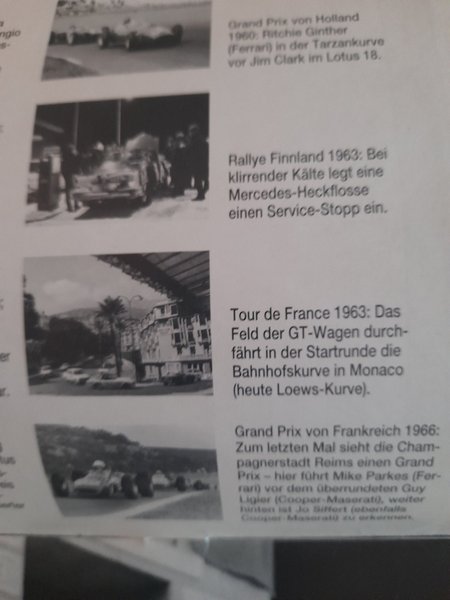 ngio
Grand Prix von Holland
1960: Ritchie Ginther
(Ferrari) in der Tarzankurve
vor Jim Clark im Lotus 18.
Rallye Finnland 1963: Bei
klirrender Kälte legt eine
Mercedes-Heckflosse
einen Service-Stopp ein.
Tour de France 1963: Das
Feld der GT-Wagen durch-
fährt in der Startrunde die
Bahnhofskurve in Monaco
(heute Loews-Kurve).
er
ar.
Grand Prix von Frankreich 1966:
Zum letzten Mal sieht die Cham-
pagnerstadt Reims einen Grand
Prix – hier führt Mike Parkes (Fer-
rari) vor dem überrundeten Guy
Ligier (Cooper-Maserati), weiter
hinten ist Jo Siffert (ebenfalls
Cooper-Maserati) zu erkennen.